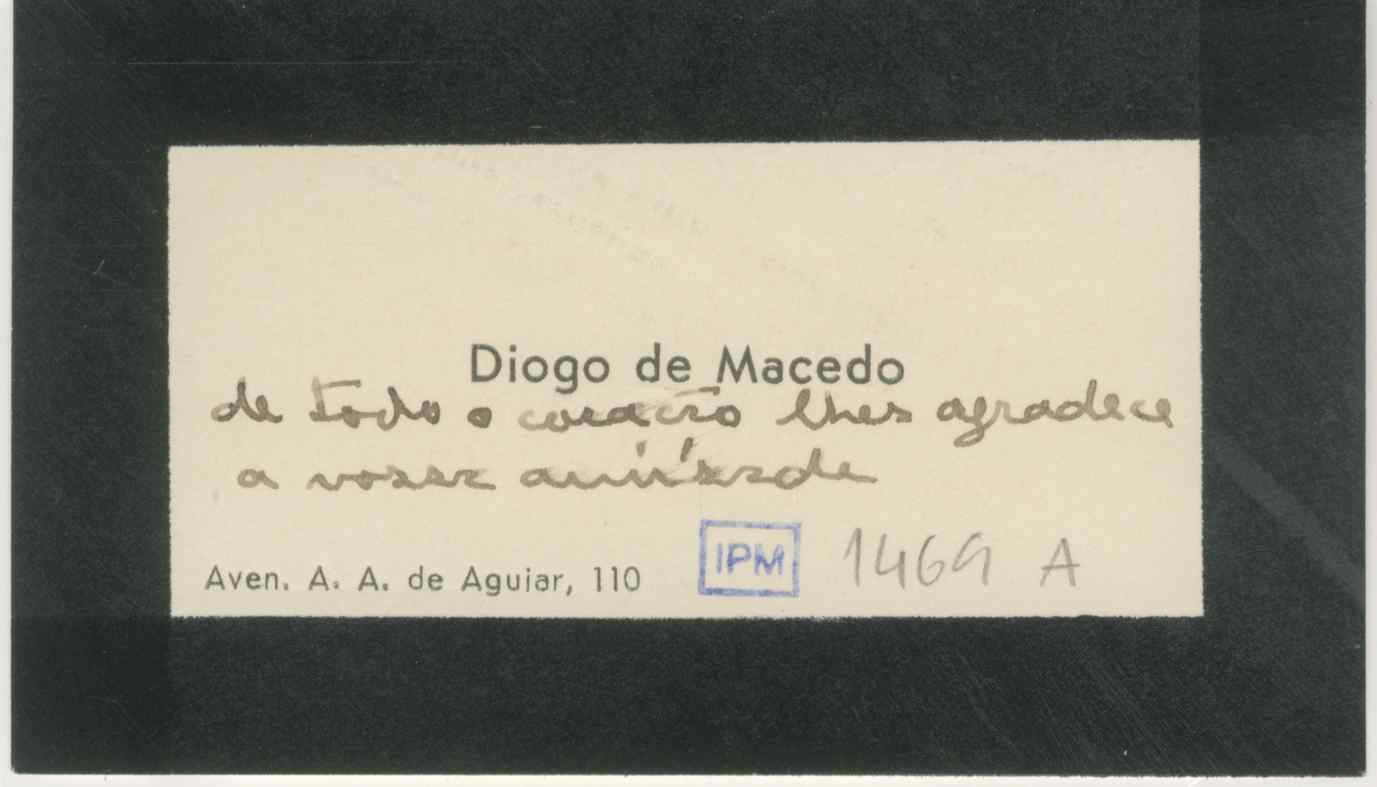 Diogo de Macedo
de todo o coração lhes agradece
a vossa amizade
Aven. A. A. de Aguiar, 110
IPM 1469 A